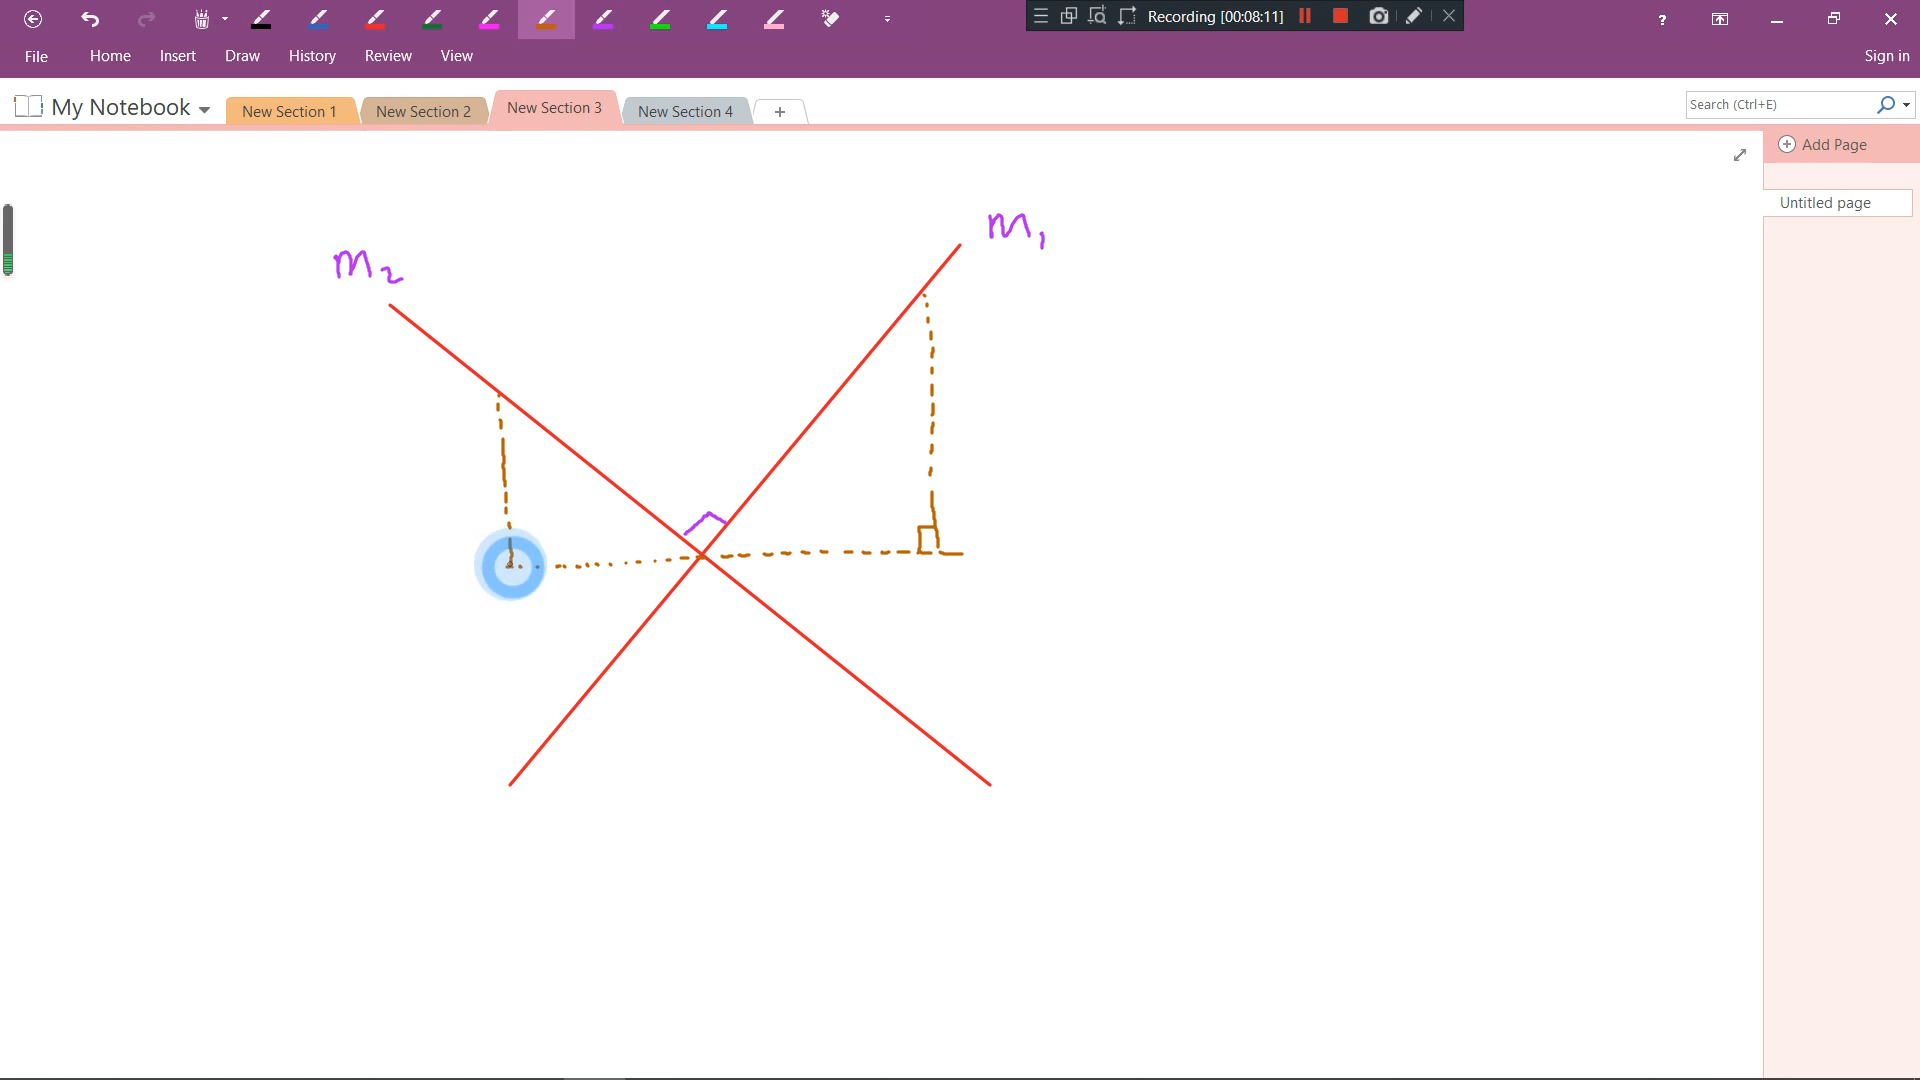 Recording [00:08:11]
?
File Home Insert Draw History Review View Sign in
My Notebook New Section 1 New Section 2 New Section 3 New Section 4 + Search (Ctrl+E)
Add Page
Untitled page
m₁
m₂